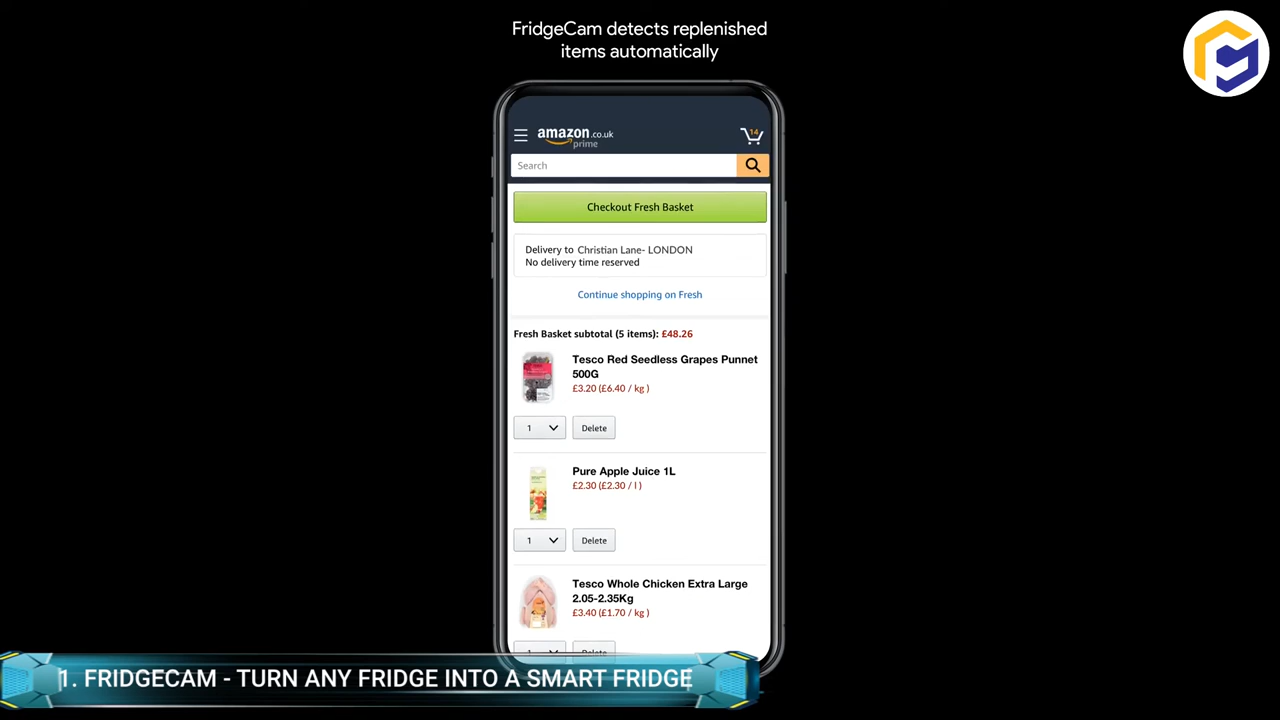 FridgeCam detects replenished
items automatically
amazon.co.uk
prime
14
Search
Checkout Fresh Basket
Delivery to Christian Lane- LONDON
No delivery time reserved
Continue shopping on Fresh
Fresh Basket subtotal (5 items): £48.26
Tesco Red Seedless Grapes Punnet
500G
£3.20 (£6.40 / kg )
1
Delete
Pure Apple Juice 1L
£2.30 (£2.30 / l )
1
Delete
Tesco Whole Chicken Extra Large
2.05-2.35Kg
£3.40 (£1.70 / kg )
1
Delete
1. FRIDGECAM - TURN ANY FRIDGE INTO A SMART FRIDGE